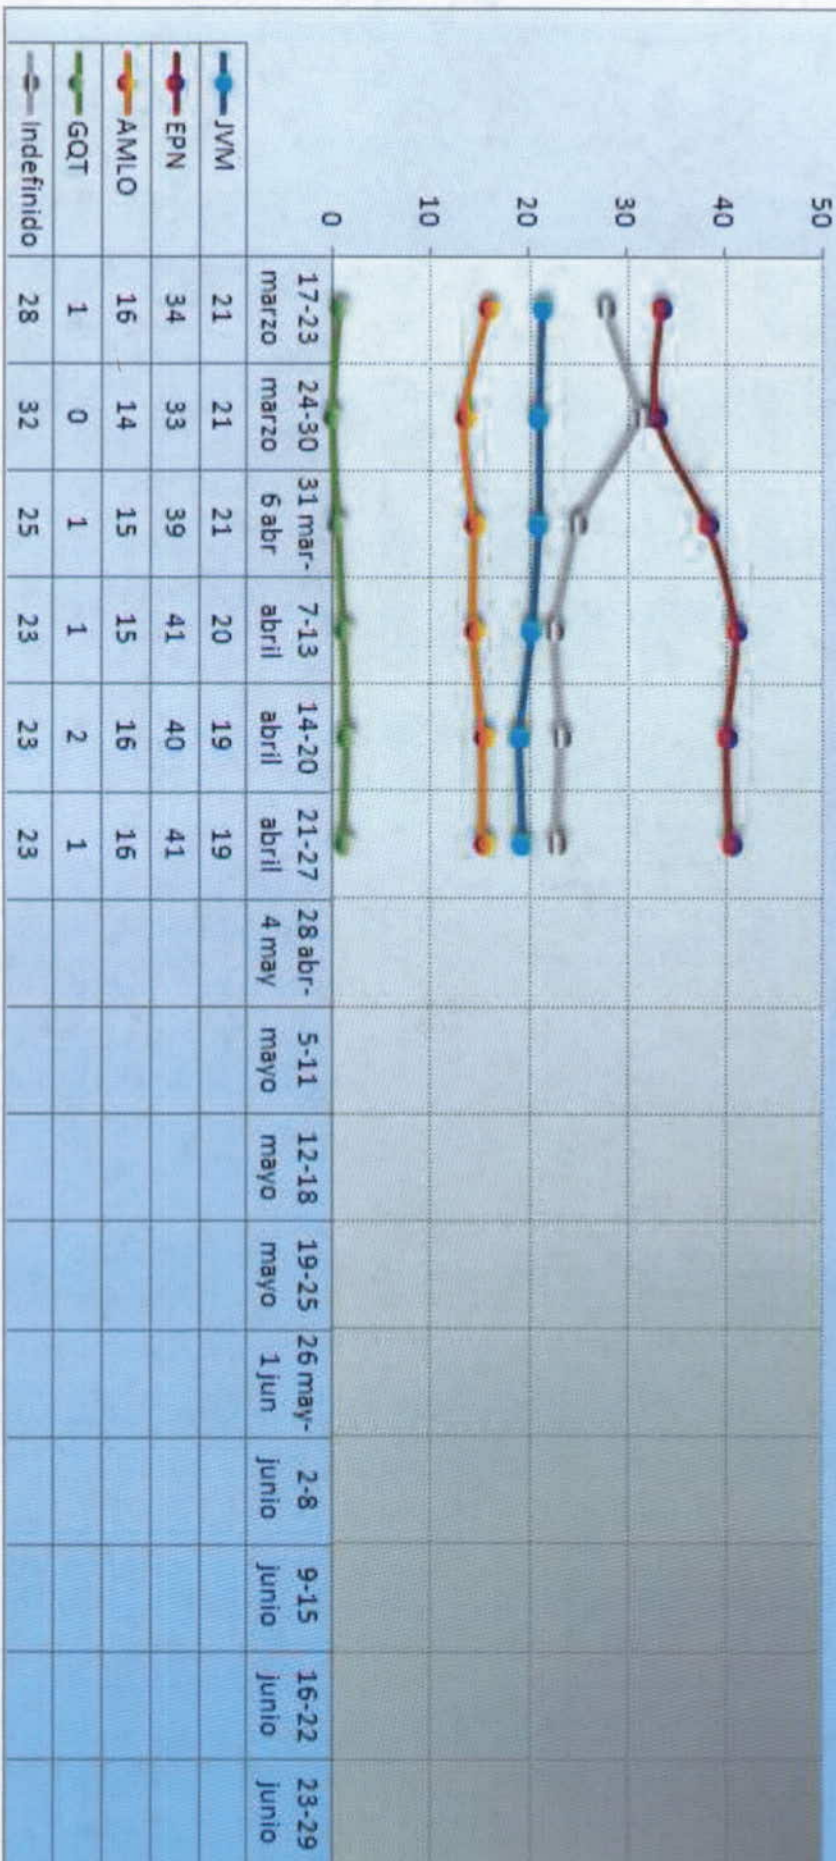 50
40
30
20
10
0
17-23 marzo 24-30 marzo 31 mar-6 abr 7-13 abril 14-20 abril 21-27 abril 28 abr-4 may 5-11 mayo 12-18 mayo 19-25 mayo 26 may-1 jun 2-8 junio 9-15 junio 16-22 junio 23-29 junio
JVM 21 21 21 20 19 19
EPN 34 33 39 41 40 41
AMLO 16 14 15 15 16 16
GQT 1 0 1 1 2 1
Indefinido 28 32 25 23 23 23